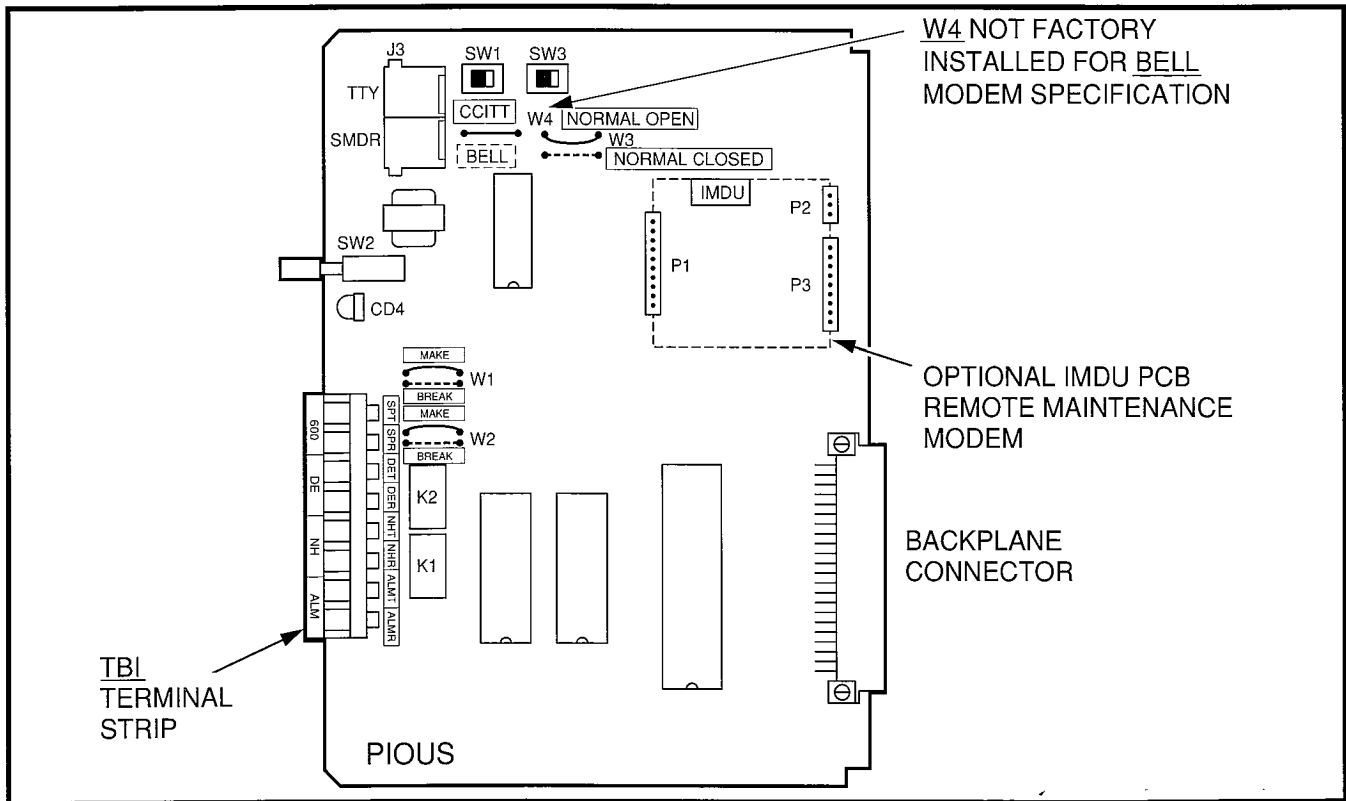 W4 NOT FACTORY
INSTALLED FOR BELL
MODEM SPECIFICATION
J3
SW1
SW3
TTY
CCITT
W4
NORMAL OPEN
SMDR
W3
BELL
NORMAL CLOSED
IMDU
P2
SW2
P1
P3
CD4
OPTIONAL IMDU PCB
REMOTE MAINTENANCE
MODEM
MAKE
W1
BREAK
MAKE
W2
BREAK
600
DE
NH
ALM
SPT
SPR
DET
DER
NHT
NHR
ALMT
ALMR
K2
K1
BACKPLANE
CONNECTOR
TBI
TERMINAL
STRIP
PIOUS